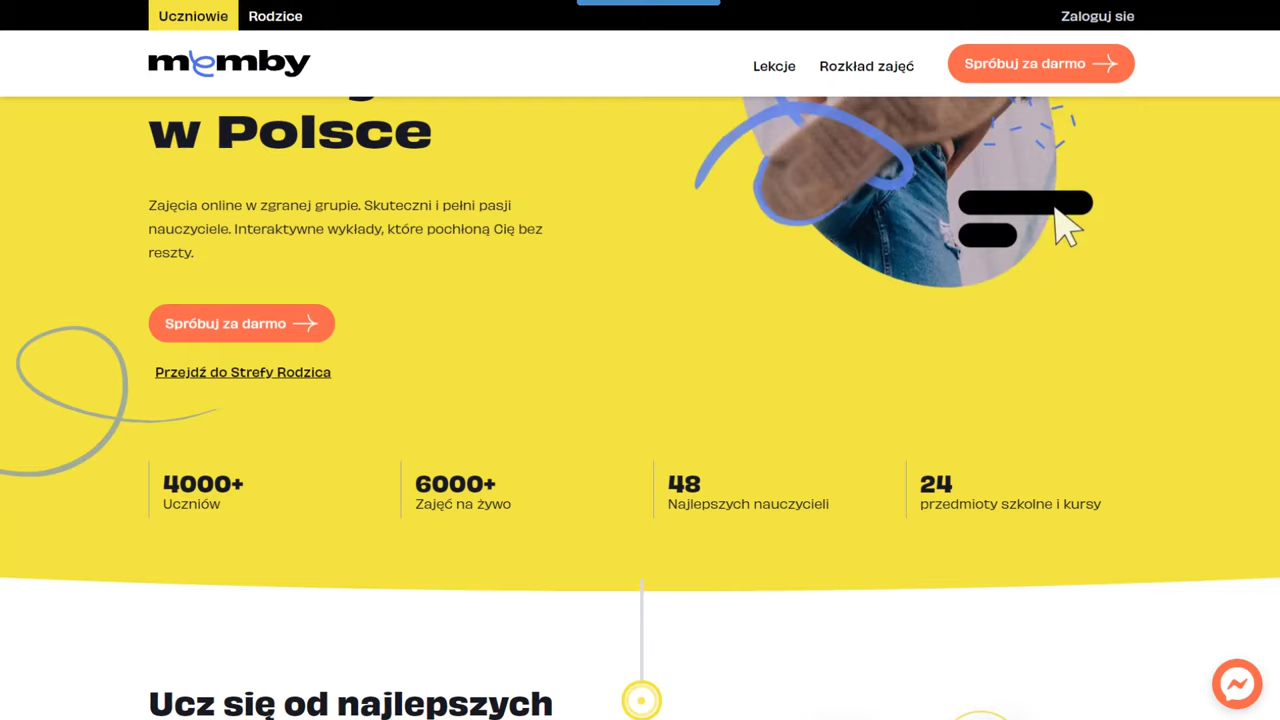 Uczniowie
Rodzice
Zaloguj sie
memby
Lekcje
Rozkład zajęć
Spróbuj za darmo
w Polsce
Zajęcia online w zgranej grupie. Skuteczni i pełni pasji
nauczyciele. Interaktywne wykłady, które pochłoną Cię bez
reszty.
Spróbuj za darmo
Przejdź do Strefy Rodzica
4000+
Uczniów
6000+
Zajęć na żywo
48
Najlepszych nauczycieli
24
przedmioty szkolne i kursy
Ucz się od najlepszych